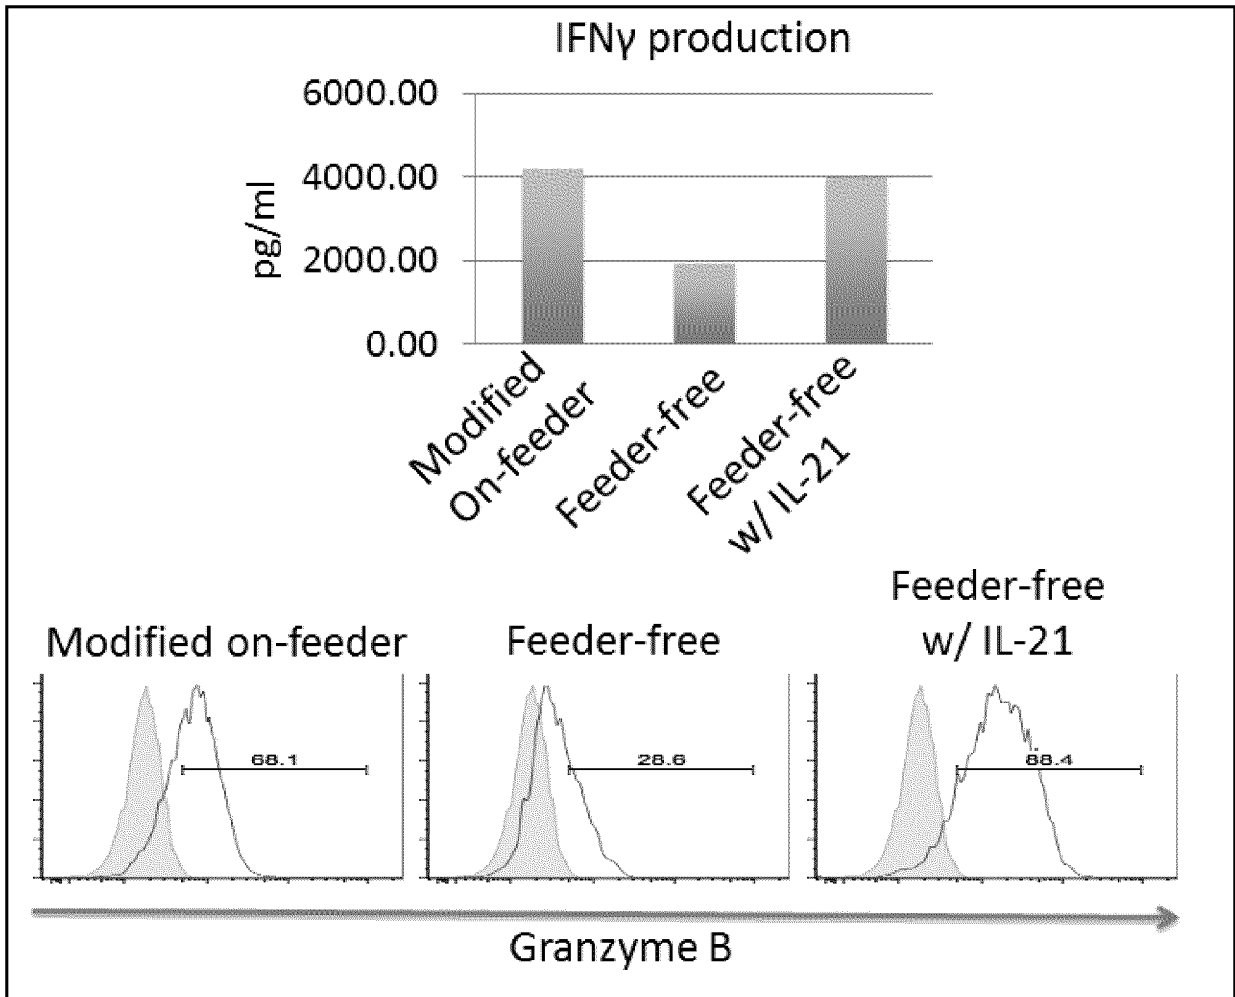 IFNγ production
6000.00
4000.00
2000.00
0.00
pg/ml
Modified
On-feeder
Feeder-free
Feeder-free
w/ IL-21
Modified on-feeder
Feeder-free
Feeder-free
w/ IL-21
68.1
28.6
88.4
Granzyme B